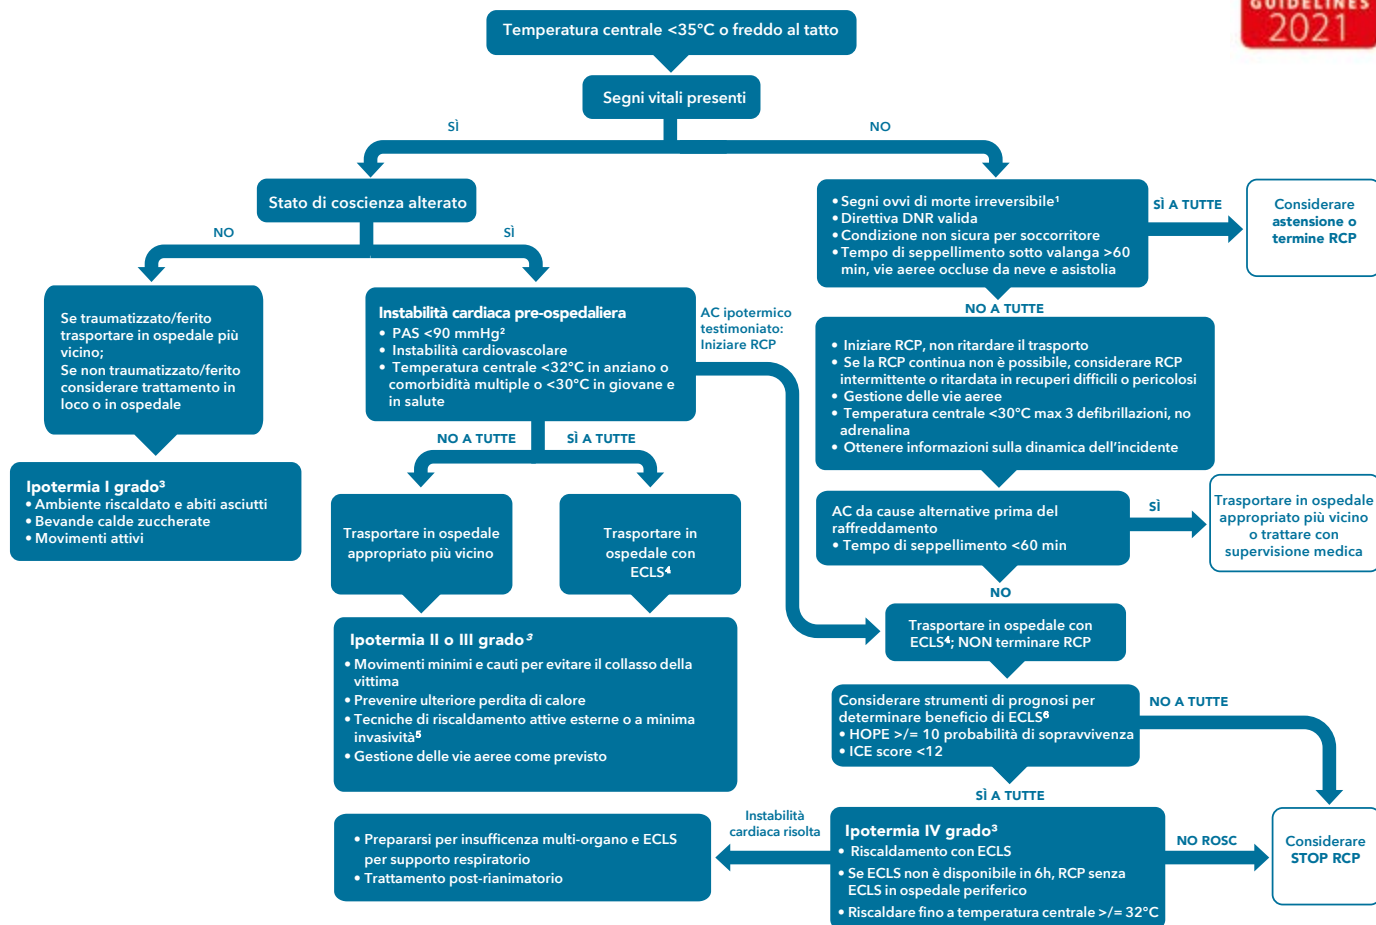 GUIDELINES
2021
Temperatura centrale <35°C o freddo al tatto
Segni vitali presenti
SÌ
NO
Stato di coscienza alterato
NO
SÌ
Se traumatizzato/ferito
trasportare in ospedale più
vicino;
Se non traumatizzato/ferito
considerare trattamento in
loco o in ospedale
Ipotermia I grado³
• Ambiente riscaldato e abiti asciutti
• Bevande calde zuccherate
• Movimenti attivi
Instabilità cardiaca pre-ospedaliera
• PAS <90 mmHg²
• Instabilità cardiovascolare
• Temperatura centrale <32°C in anziano o
comorbidità multiple o <30°C in giovane e
in salute
AC ipotermico
testimoniato:
Iniziare RCP
NO A TUTTE
SÌ A TUTTE
Trasportare in ospedale
appropriato più vicino
Trasportare in
ospedale con
ECLS⁴
Ipotermia II o III grado³
• Movimenti minimi e cauti per evitare il collasso della
vittima
• Prevenire ulteriore perdita di calore
• Tecniche di riscaldamento attive esterne o a minima
invasività⁵
• Gestione delle vie aeree come previsto
• Segni ovvi di morte irreversibile¹
• Direttiva DNR valida
• Condizione non sicura per soccorritore
• Tempo di seppellimento sotto valanga >60
min, vie aeree occluse da neve e asistolia
SÌ A TUTTE
Considerare
astensione o
termine RCP
NO A TUTTE
• Iniziare RCP, non ritardare il trasporto
• Se la RCP continua non è possibile, considerare RCP
intermittente o ritardata in recuperi difficili o pericolosi
• Gestione delle vie aeree
• Temperatura centrale <30°C max 3 defibrillazioni, no
adrenalina
• Ottenere informazioni sulla dinamica dell'incidente
AC da cause alternative prima del
raffreddamento
• Tempo di seppellimento <60 min
SÌ
Trasportare in ospedale
appropriato più vicino
o trattare con
supervisione medica
NO
Trasportare in ospedale con
ECLS⁴; NON terminare RCP
Considerare strumenti di prognosi per
determinare beneficio di ECLS⁶
• HOPE >/= 10 probabilità di sopravvivenza
• ICE score <12
NO A TUTTE
SÌ A TUTTE
Ipotermia IV grado³
• Riscaldamento con ECLS
• Se ECLS non è disponibile in 6h, RCP senza
ECLS in ospedale periferico
• Riscaldare fino a temperatura centrale >/= 32°C
NO ROSC
Considerare
STOP RCP
Instabilità
cardiaca risolta
• Prepararsi per insufficenza multi-organo e ECLS
per supporto respiratorio
• Trattamento post-rianimatorio